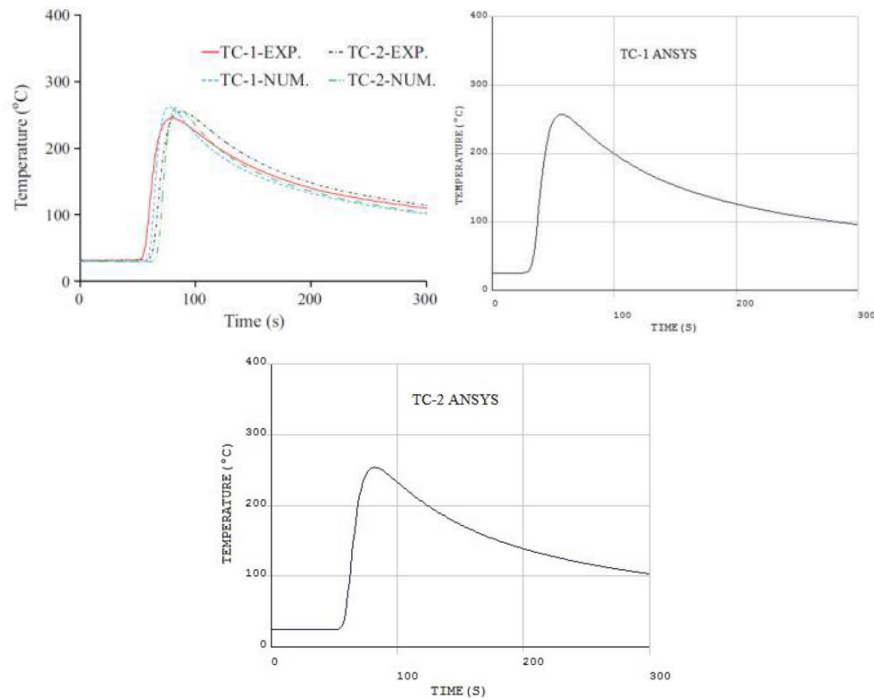 400
300
200
100
0
Temperature (°C)
TC-1-EXP. TC-2-EXP.
TC-1-NUM. TC-2-NUM.
0 100 200 300
Time (s)
400
300
200
100
0
TEMPERATURE (°C)
TC-1 ANSYS
0 100 200 300
TIME (S)
400
300
200
100
0
TEMPERATURE (°C)
TC-2 ANSYS
0 100 200 300
TIME (S)